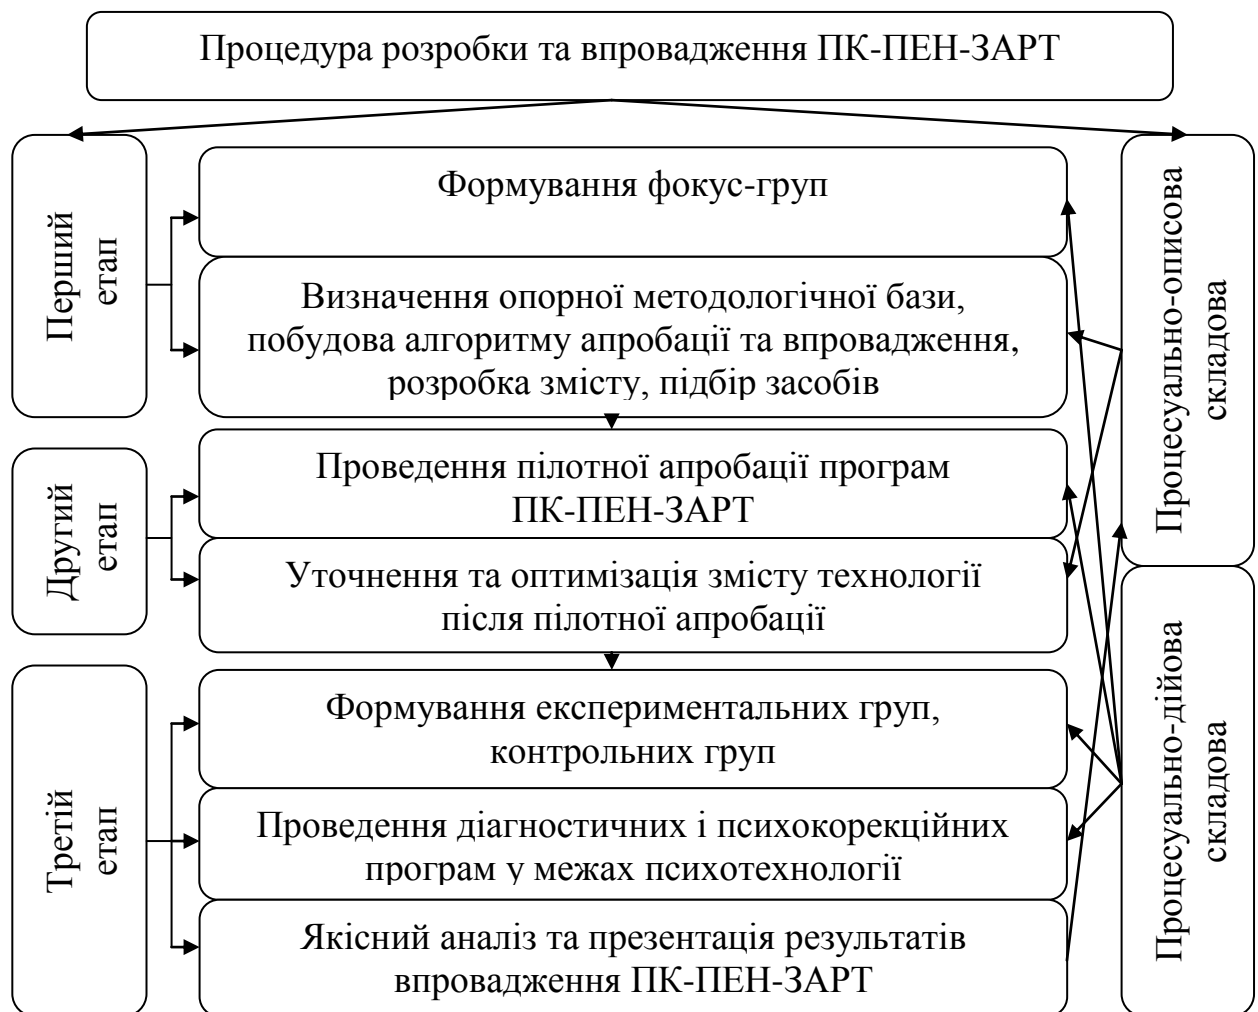 Процедура розробки та впровадження ПК-ПЕН-ЗАРТ
Перший
етап
Формування фокус-груп
Визначення опорної методологічної бази,
побудова алгоритму апробації та впровадження,
розробка змісту, підбір засобів
Другий
етап
Проведення пілотної апробації програм
ПК-ПЕН-ЗАРТ
Уточнення та оптимізація змісту технології
після пілотної апробації
Третій
етап
Формування експериментальних груп,
контрольних груп
Проведення діагностичних і психокорекційних
програм у межах психотехнології
Якісний аналіз та презентація результатів
впровадження ПК-ПЕН-ЗАРТ
Процесуально-описова
складова
Процесуально-дійова
складова